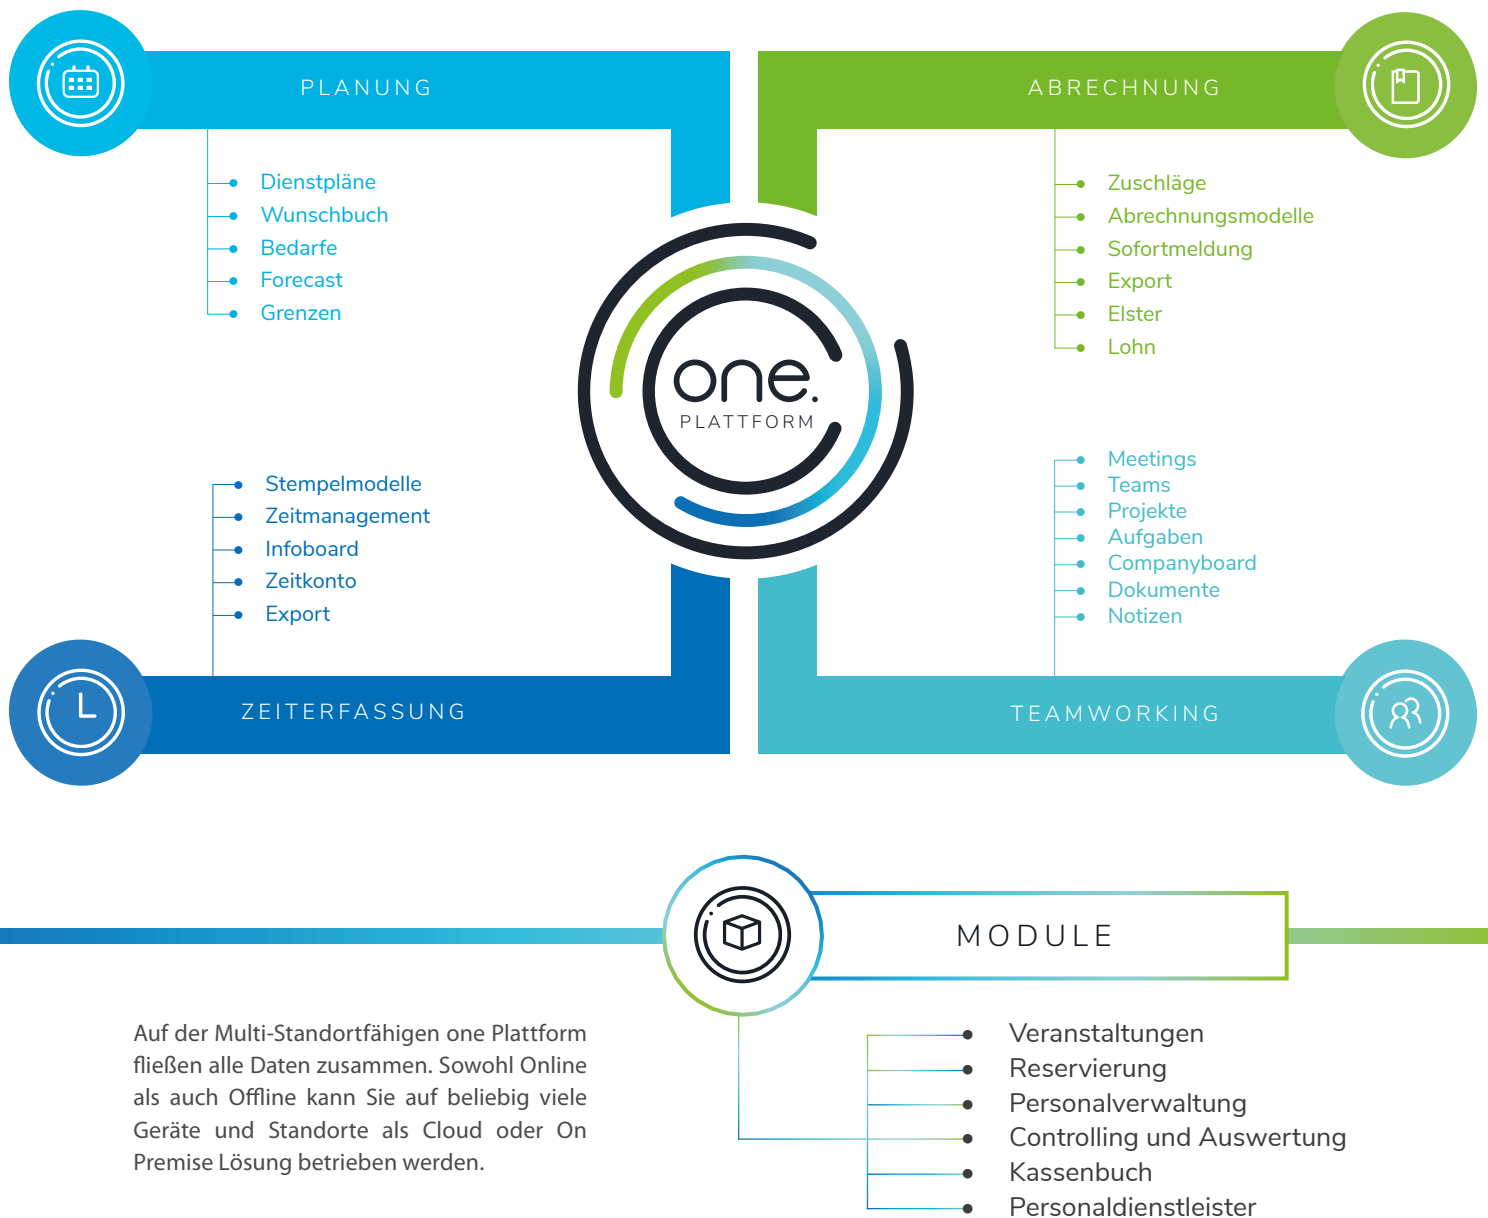 PLANUNG
Dienstpläne
Wunschbuch
Bedarfe
Forecast
Grenzen
ABRECHNUNG
Zuschläge
Abrechnungsmodelle
Sofortmeldung
Export
Elster
Lohn
one.
PLATTFORM
Stempelmodelle
Zeitmanagement
Infoboard
Zeitkonto
Export
ZEITERFASSUNG
Meetings
Teams
Projekte
Aufgaben
Companyboard
Dokumente
Notizen
TEAMWORKING
MODULE
Auf der Multi-Standortfähigen one Plattform
fließen alle Daten zusammen. Sowohl Online
als auch Offline kann Sie auf beliebig viele
Geräte und Standorte als Cloud oder On
Premise Lösung betrieben werden.
Veranstaltungen
Reservierung
Personalverwaltung
Controlling und Auswertung
Kassenbuch
Personaldienstleister